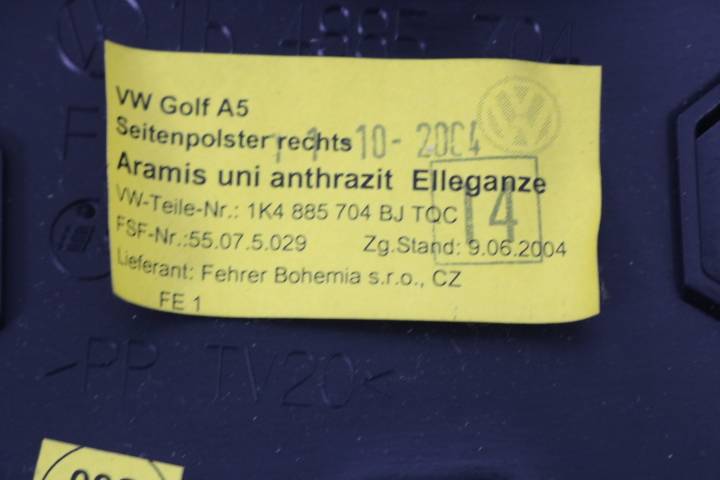 4885 704
VW Golf A5
Seitenpolster rechts
10-2004
Aramis uni anthrazit Elleganze
VW-Teile-Nr.: 1K4 885 704 BJ TQC
14
FSF-Nr.:55.07.5.029 Zg.Stand: 9.06.2004
Lieferant: Fehrer Bohemia s.r.o., CZ
FE 1
>PP TV20<